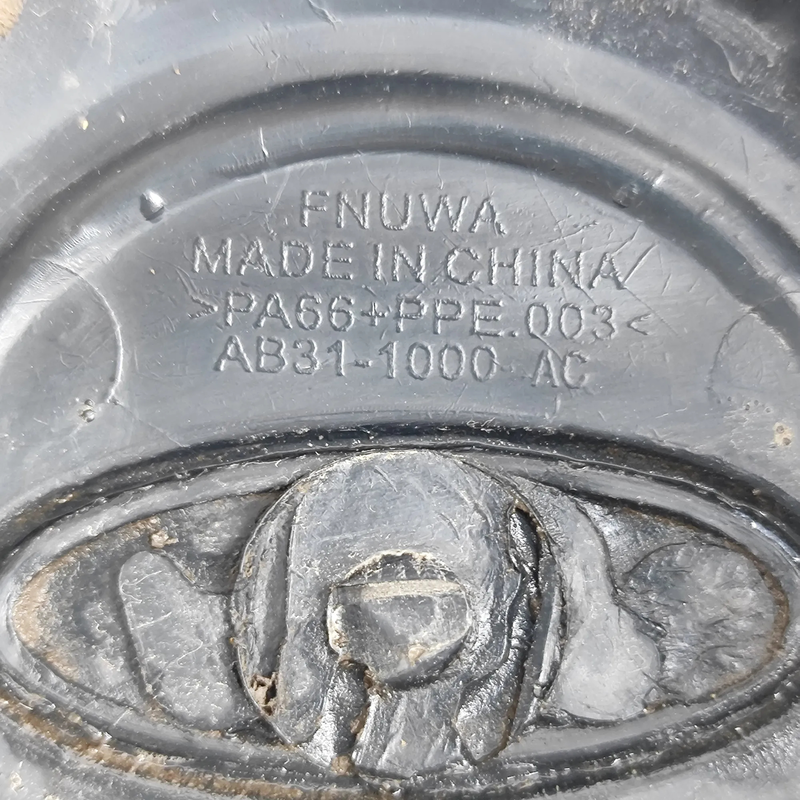 FNUWA
MADE IN CHINA
>PA66+PPE.003<
AB31-1000 AC